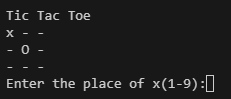 Tic Tac Toe
x - -
- O -
- - -
Enter the place of x(1-9):